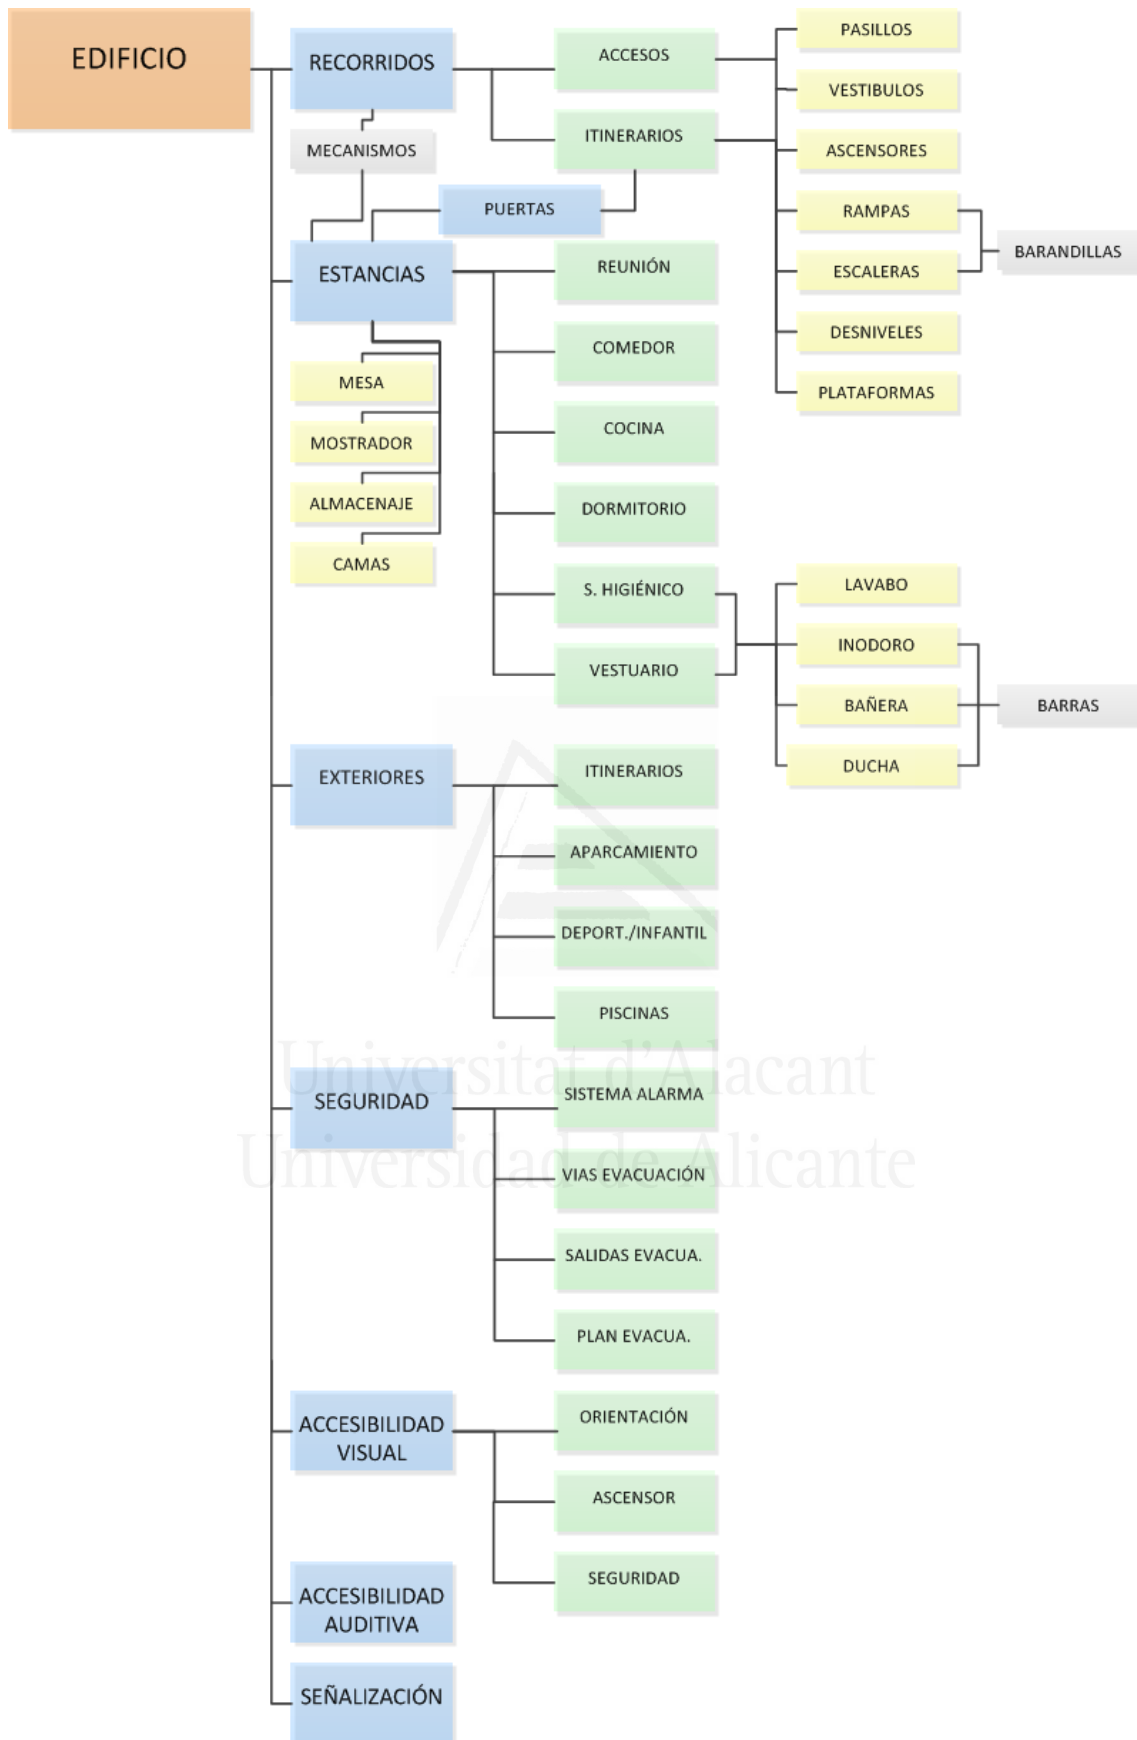 EDIFICIO
RECORRIDOS
ACCESOS
PASILLOS
VESTIBULOS
MECANISMOS
ITINERARIOS
ASCENSORES
PUERTAS
RAMPAS
BARANDILLAS
ESTANCIAS
REUNIÓN
ESCALERAS
DESNIVELES
MESA
COMEDOR
PLATAFORMAS
MOSTRADOR
COCINA
ALMACENAJE
DORMITORIO
CAMAS
S. HIGIÉNICO
LAVABO
INODORO
VESTUARIO
BAÑERA
BARRAS
DUCHA
EXTERIORES
ITINERARIOS
APARCAMIENTO
DEPORT./INFANTIL
PISCINAS
Universitat d'Alacant
Universidad de Alicante
SEGURIDAD
SISTEMA ALARMA
VIAS EVACUACIÓN
SALIDAS EVACUA.
PLAN EVACUA.
ACCESIBILIDAD
VISUAL
ORIENTACIÓN
ASCENSOR
SEGURIDAD
ACCESIBILIDAD
AUDITIVA
SEÑALIZACIÓN